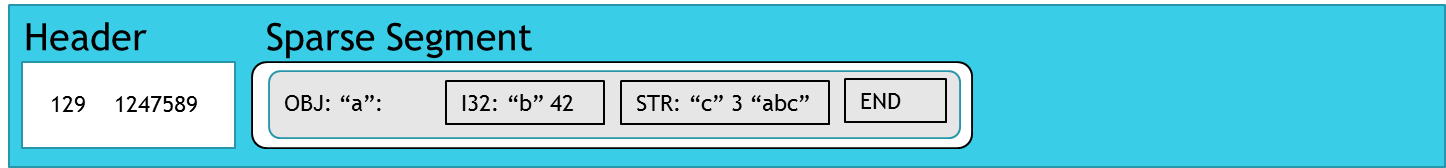 Header Sparse Segment
129 1247589 OBJ: “a”: I32: “b” 42 STR: “c” 3 “abc” END